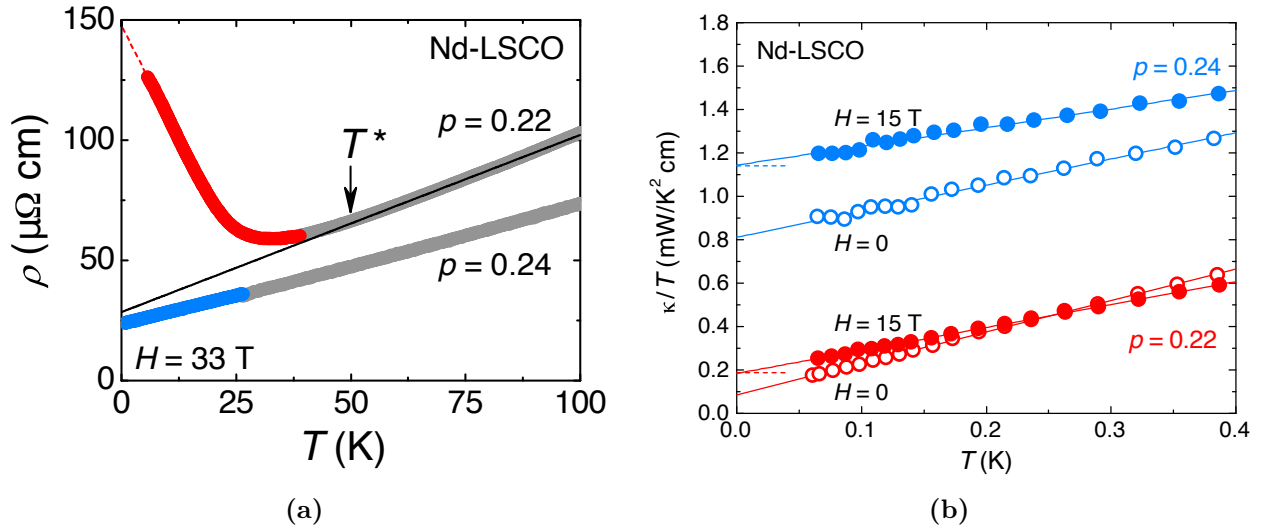 Nd-LSCO
150
100
50
0
ρ (μΩ cm)
T*
p = 0.22
p = 0.24
H = 33 T
0 25 50 75 100
T (K)
(a)
Nd-LSCO
1.8
1.6
1.4
1.2
1.0
0.8
0.6
0.4
0.2
0.0
κ/T (mW/K² cm)
p = 0.24
H = 15 T
H = 0
H = 15 T
p = 0.22
H = 0
0.0 0.1 0.2 0.3 0.4
T (K)
(b)